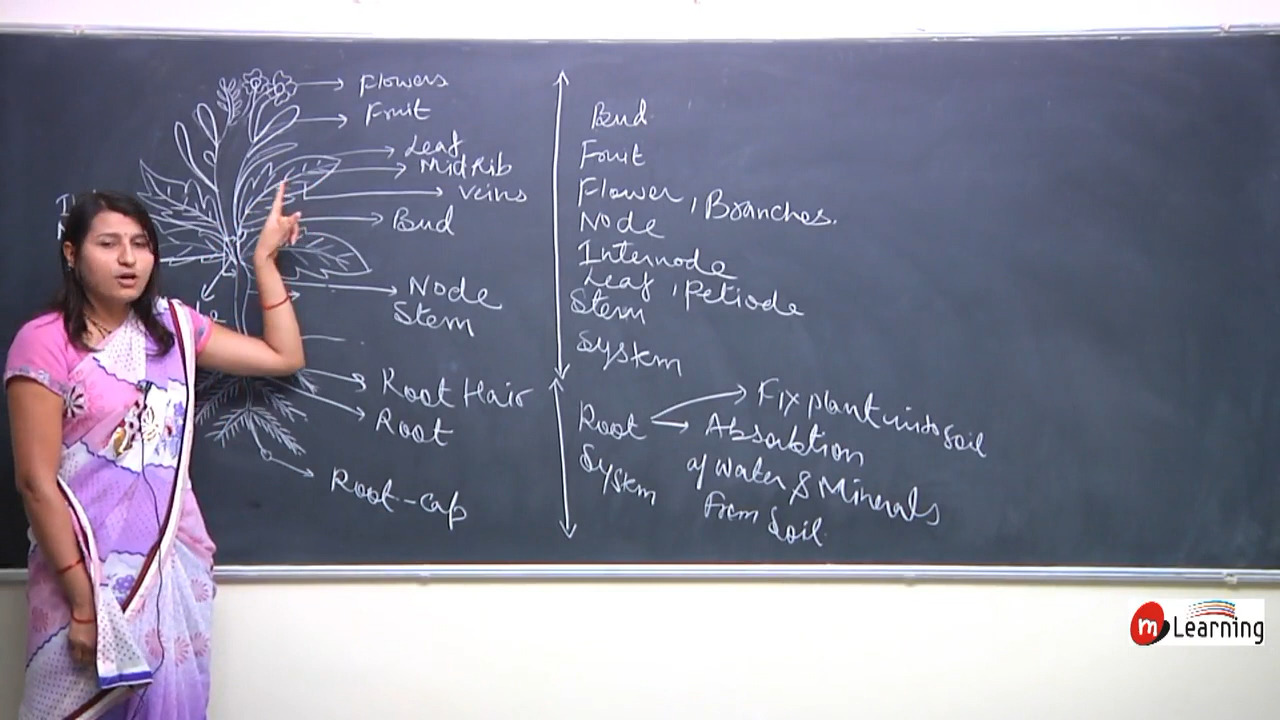 Flowers
Fruit
Leaf
Midrib
Veins
Bud
Node
Stem
Root Hair
Root
Root-cap
Bud
Fruit
Flower, Branches.
Node
Internode
Leaf, Petiode
Stem
System
Root
System
Fix plant into soil
Absorbtion
of water & Minerals
from Soil.
m Learning